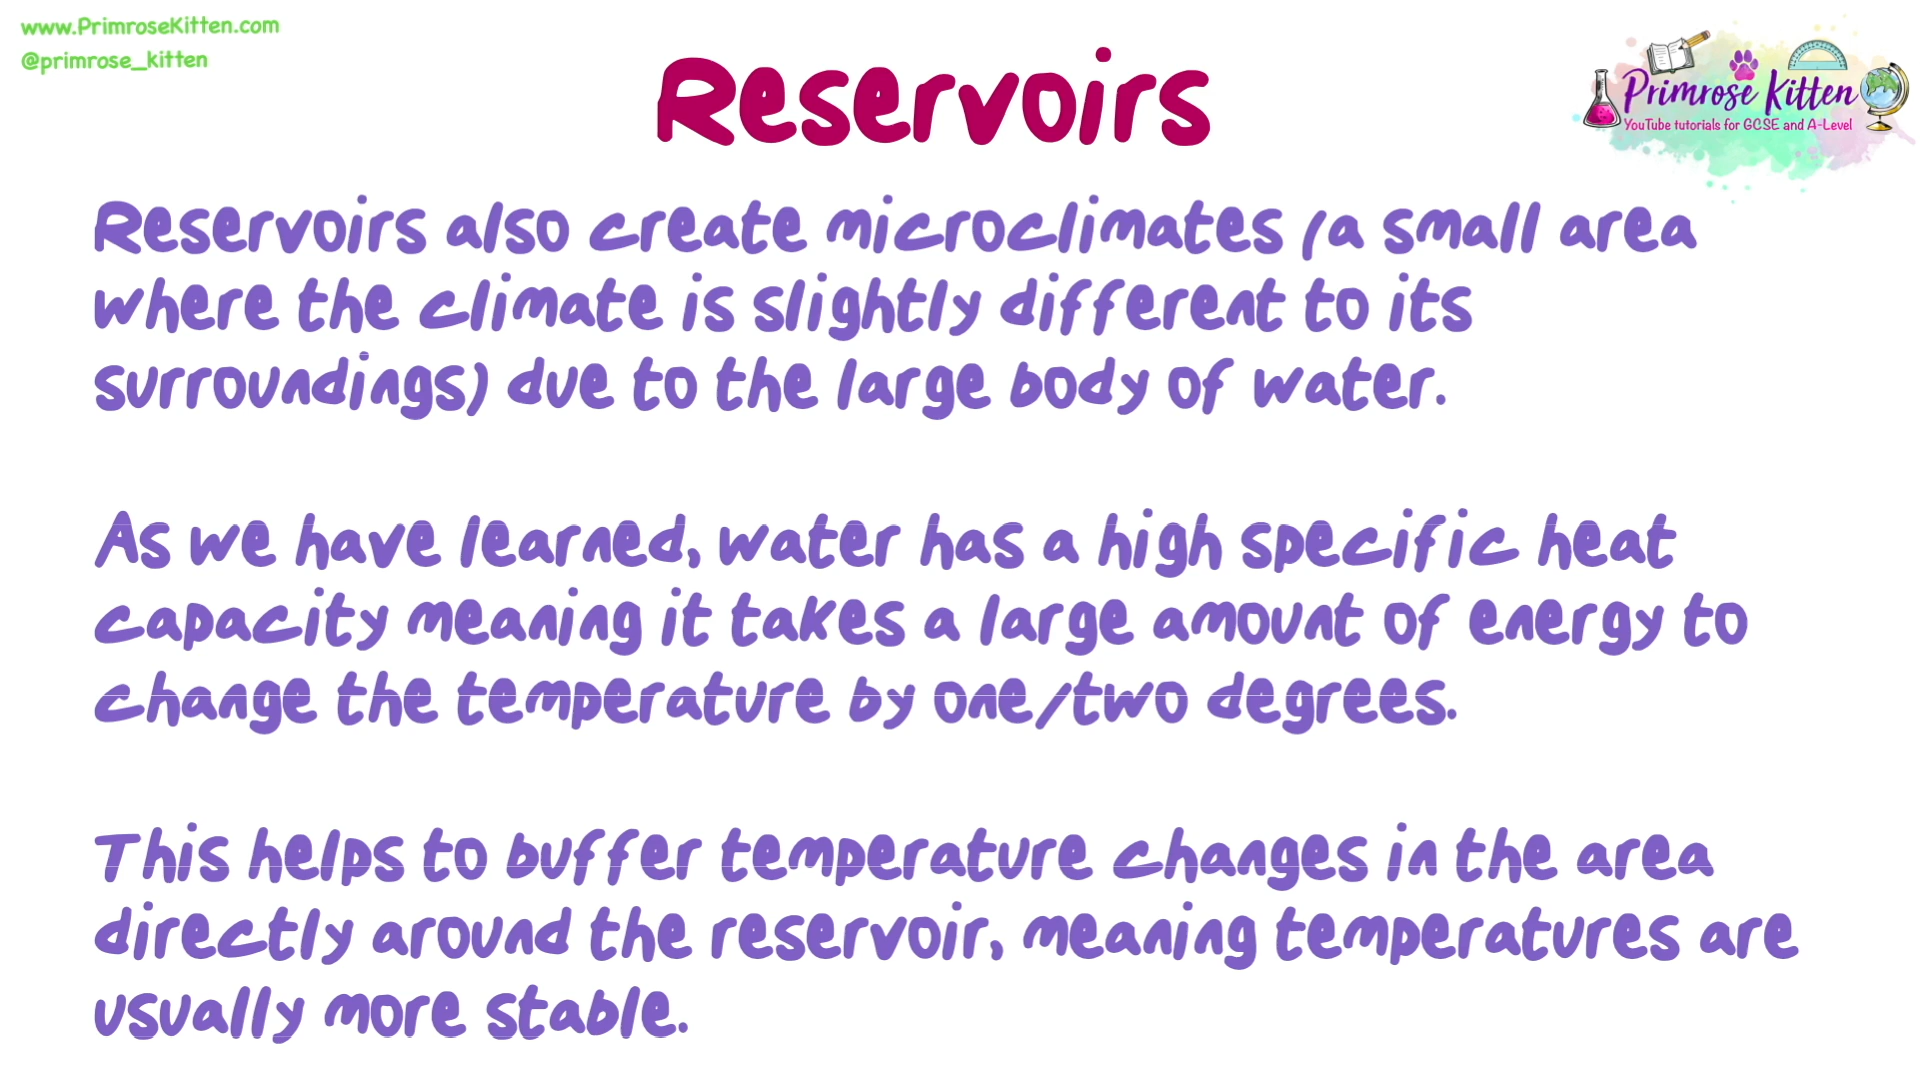 www.PrimroseKitten.com
@primrose_kitten
Reservoirs
Primrose Kitten
YouTube tutorials for GCSE and A-Level
Reservoirs also create microclimates (a small area
where the climate is slightly different to its
surroundings) due to the large body of water.
As we have learned, water has a high specific heat
capacity meaning it takes a large amount of energy to
change the temperature by one/two degrees.
This helps to buffer temperature changes in the area
directly around the reservoir, meaning temperatures are
usually more stable.